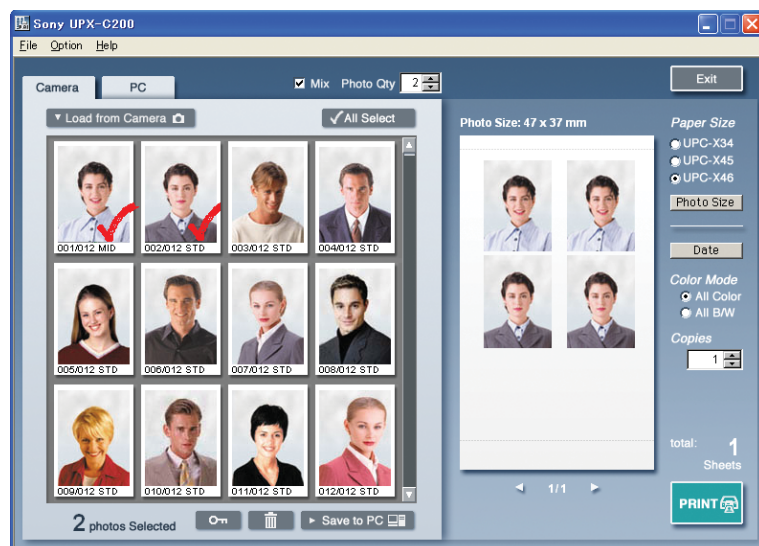 Sony UPX-C200
File Option Help
Camera PC
Mix Photo Qty 2
Exit
Load from Camera
All Select
001/012 MID 002/012 STD 003/012 STD 004/012 STD
005/012 STD 006/012 STD 007/012 STD 008/012 STD
009/012 STD 010/012 STD 011/012 STD 012/012 STD
2 photos Selected
Save to PC
Photo Size: 47 x 37 mm
1/1
Paper Size
UPC-X34
UPC-X45
UPC-X46
Photo Size
Date
Color Mode
All Color
All B/W
Copies
1
total: 1
Sheets
PRINT